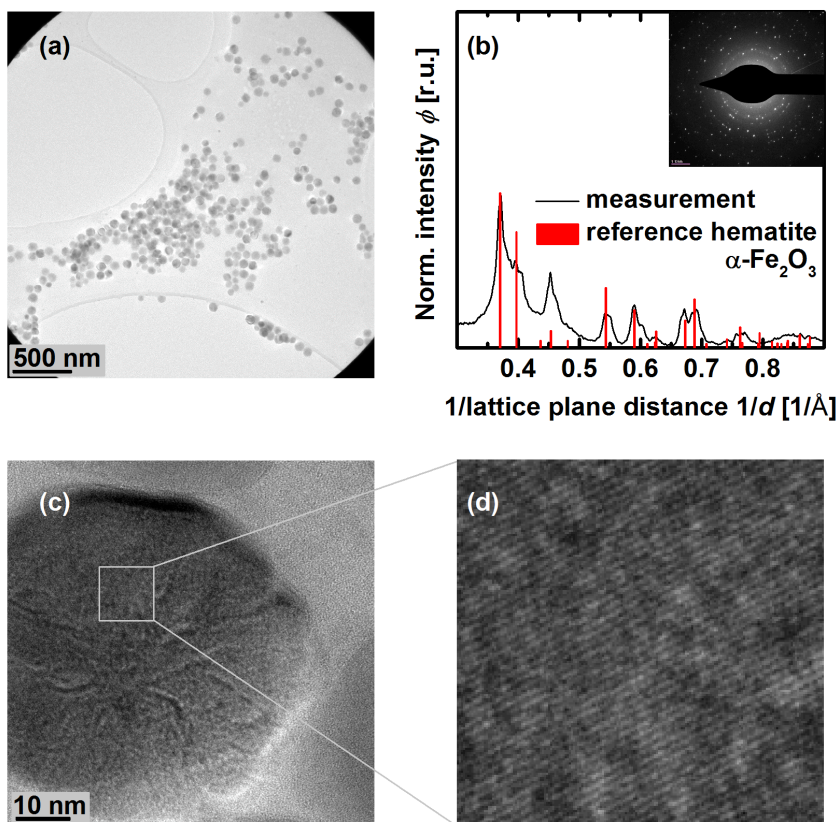 (a)
500 nm
(b)
Norm. intensity ϕ [r.u.]
measurement
reference hematite
α-Fe₂O₃
0.4 0.5 0.6 0.7 0.8
1/lattice plane distance 1/d [1/Å]
(c)
10 nm
(d)